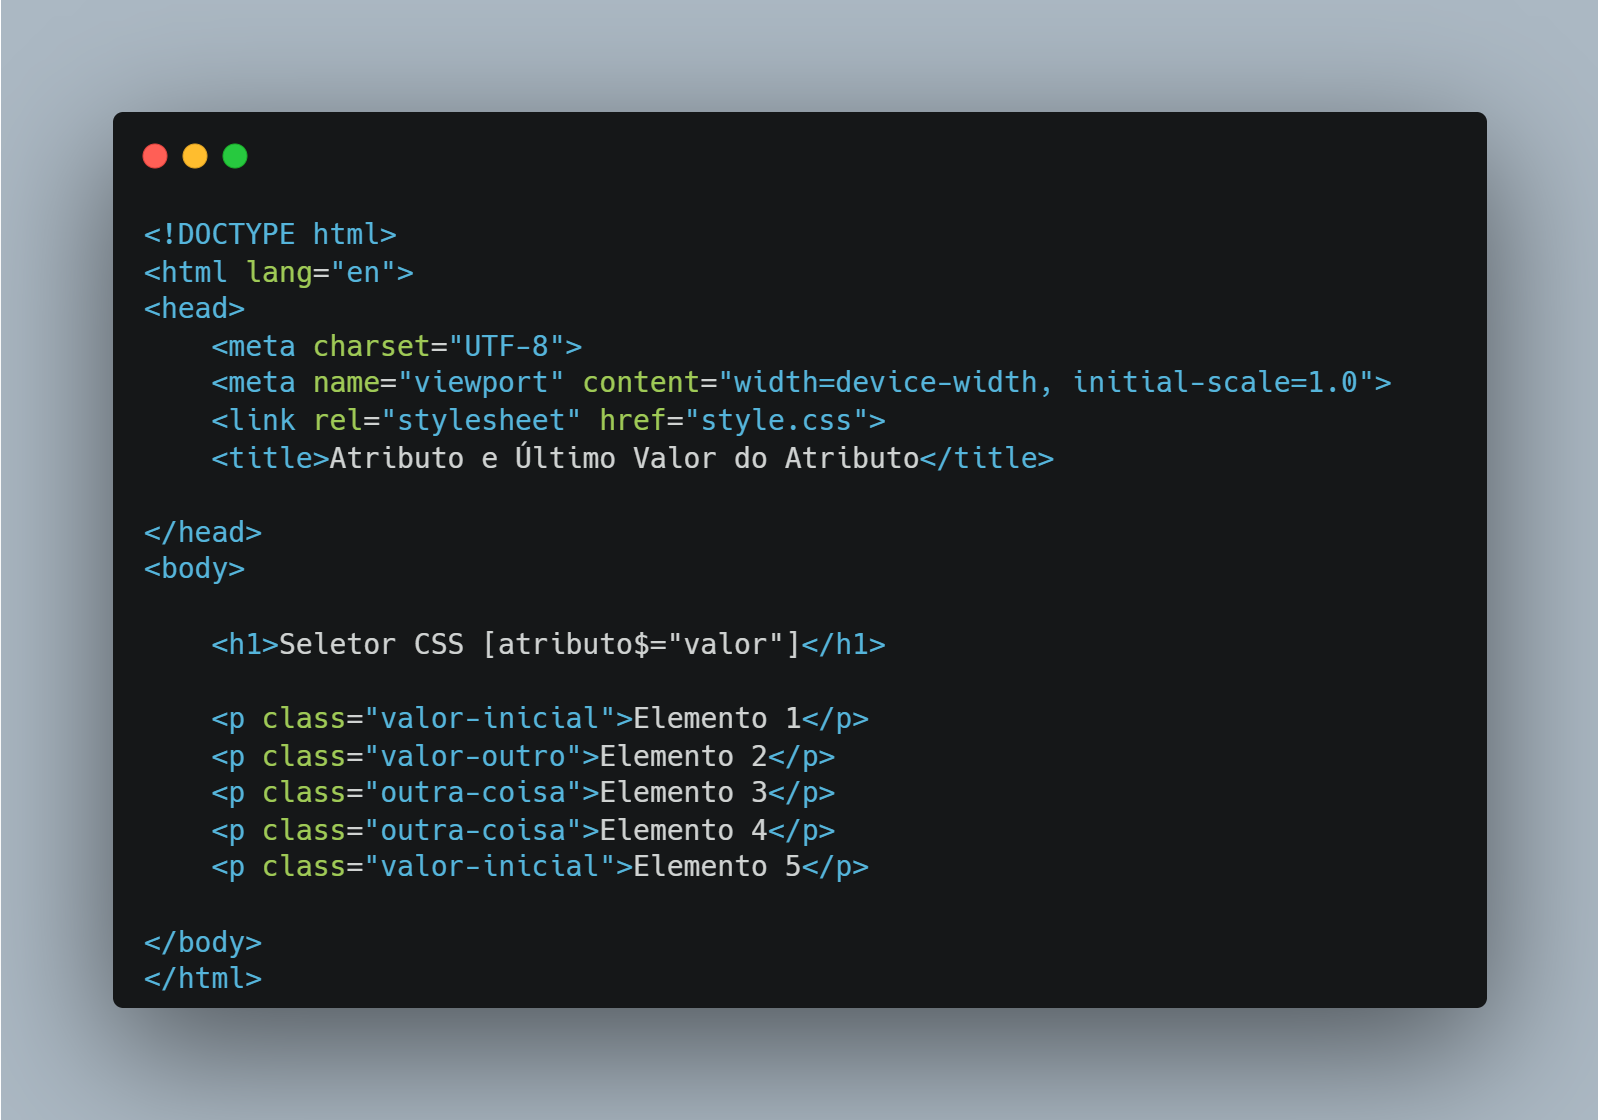 <!DOCTYPE html>
<html lang="en">
<head>
    <meta charset="UTF-8">
    <meta name="viewport" content="width=device-width, initial-scale=1.0">
    <link rel="stylesheet" href="style.css">
    <title>Atributo e Último Valor do Atributo</title>
</head>
<body>
    <h1>Seletor CSS [atributo$="valor"]</h1>
    <p class="valor-inicial">Elemento 1</p>
    <p class="valor-outro">Elemento 2</p>
    <p class="outra-coisa">Elemento 3</p>
    <p class="outra-coisa">Elemento 4</p>
    <p class="valor-inicial">Elemento 5</p>
</body>
</html>